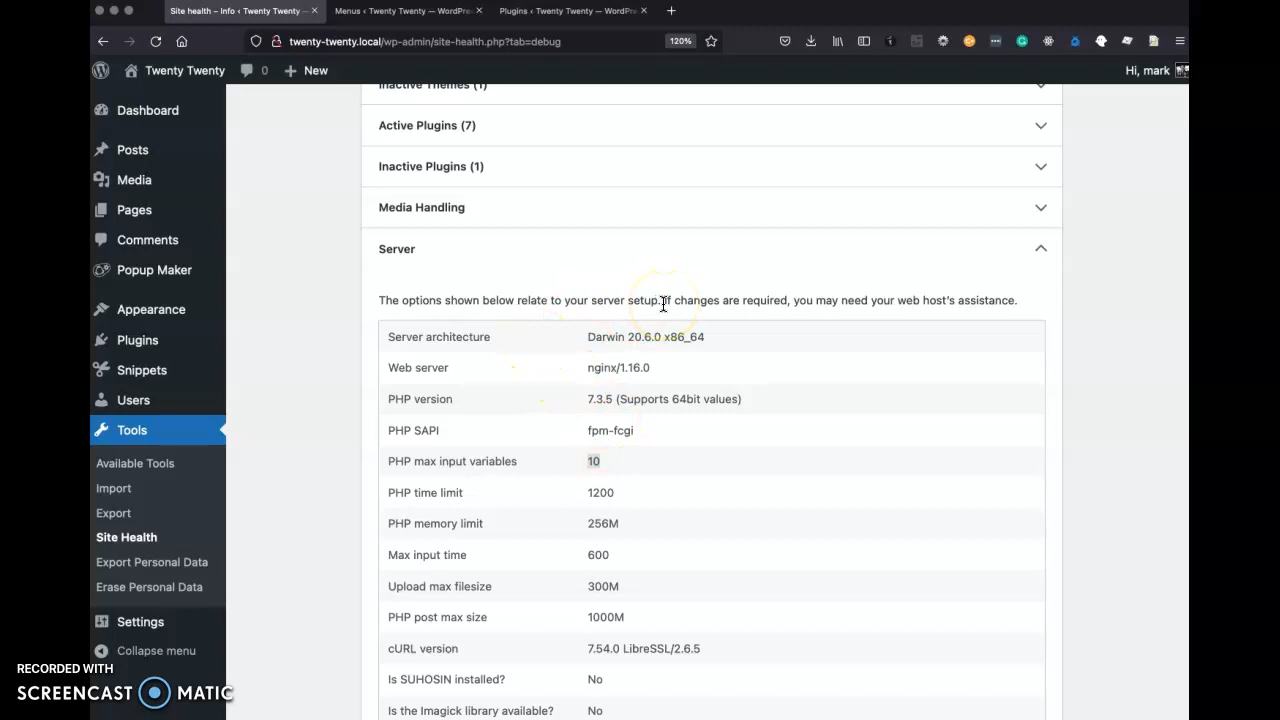 Site health – Info ‹ Twenty Twenty —
Menus ‹ Twenty Twenty — WordPre
Plugins ‹ Twenty Twenty — WordPr
twenty-twenty.local/wp-admin/site-health.php?tab=debug
120%
Twenty Twenty
0
New
Hi, mark
Dashboard
Posts
Media
Pages
Comments
Popup Maker
Appearance
Plugins
Snippets
Users
Tools
Available Tools
Import
Export
Site Health
Export Personal Data
Erase Personal Data
Settings
Collapse menu
Inactive Themes (1)
Active Plugins (7)
Inactive Plugins (1)
Media Handling
Server
The options shown below relate to your server setup. If changes are required, you may need your web host's assistance.
Server architecture Darwin 20.6.0 x86_64
Web server nginx/1.16.0
PHP version 7.3.5 (Supports 64bit values)
PHP SAPI fpm-fcgi
PHP max input variables 10
PHP time limit 1200
PHP memory limit 256M
Max input time 600
Upload max filesize 300M
PHP post max size 1000M
cURL version 7.54.0 LibreSSL/2.6.5
Is SUHOSIN installed? No
Is the Imagick library available? No
RECORDED WITH
SCREENCAST MATIC